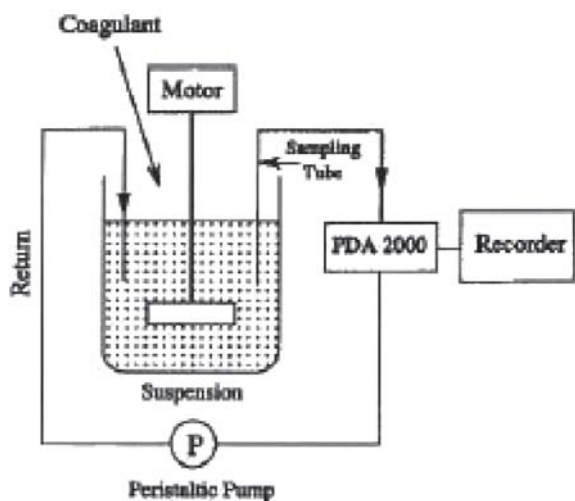 Coagulant
Motor
Sampling
Tube
PDA 2000
Recorder
Return
Suspension
P
Peristaltic Pump